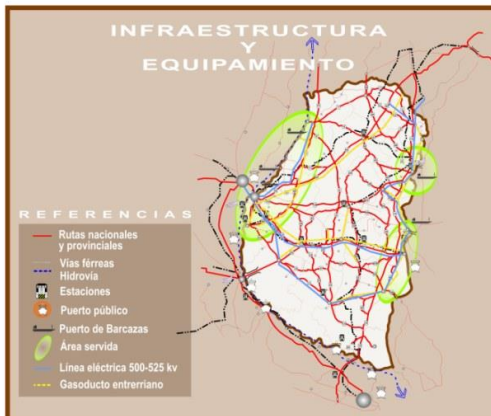 INFRAESTRUCTURA
Y
EQUIPAMIENTO
REFERENCIAS
Rutas nacionales
y provinciales
Vías férreas
Hidrovía
Estaciones
Puerto público
Puerto de Barcazas
Área servida
Línea eléctrica 500-525 kv
Gasoducto entrerriano